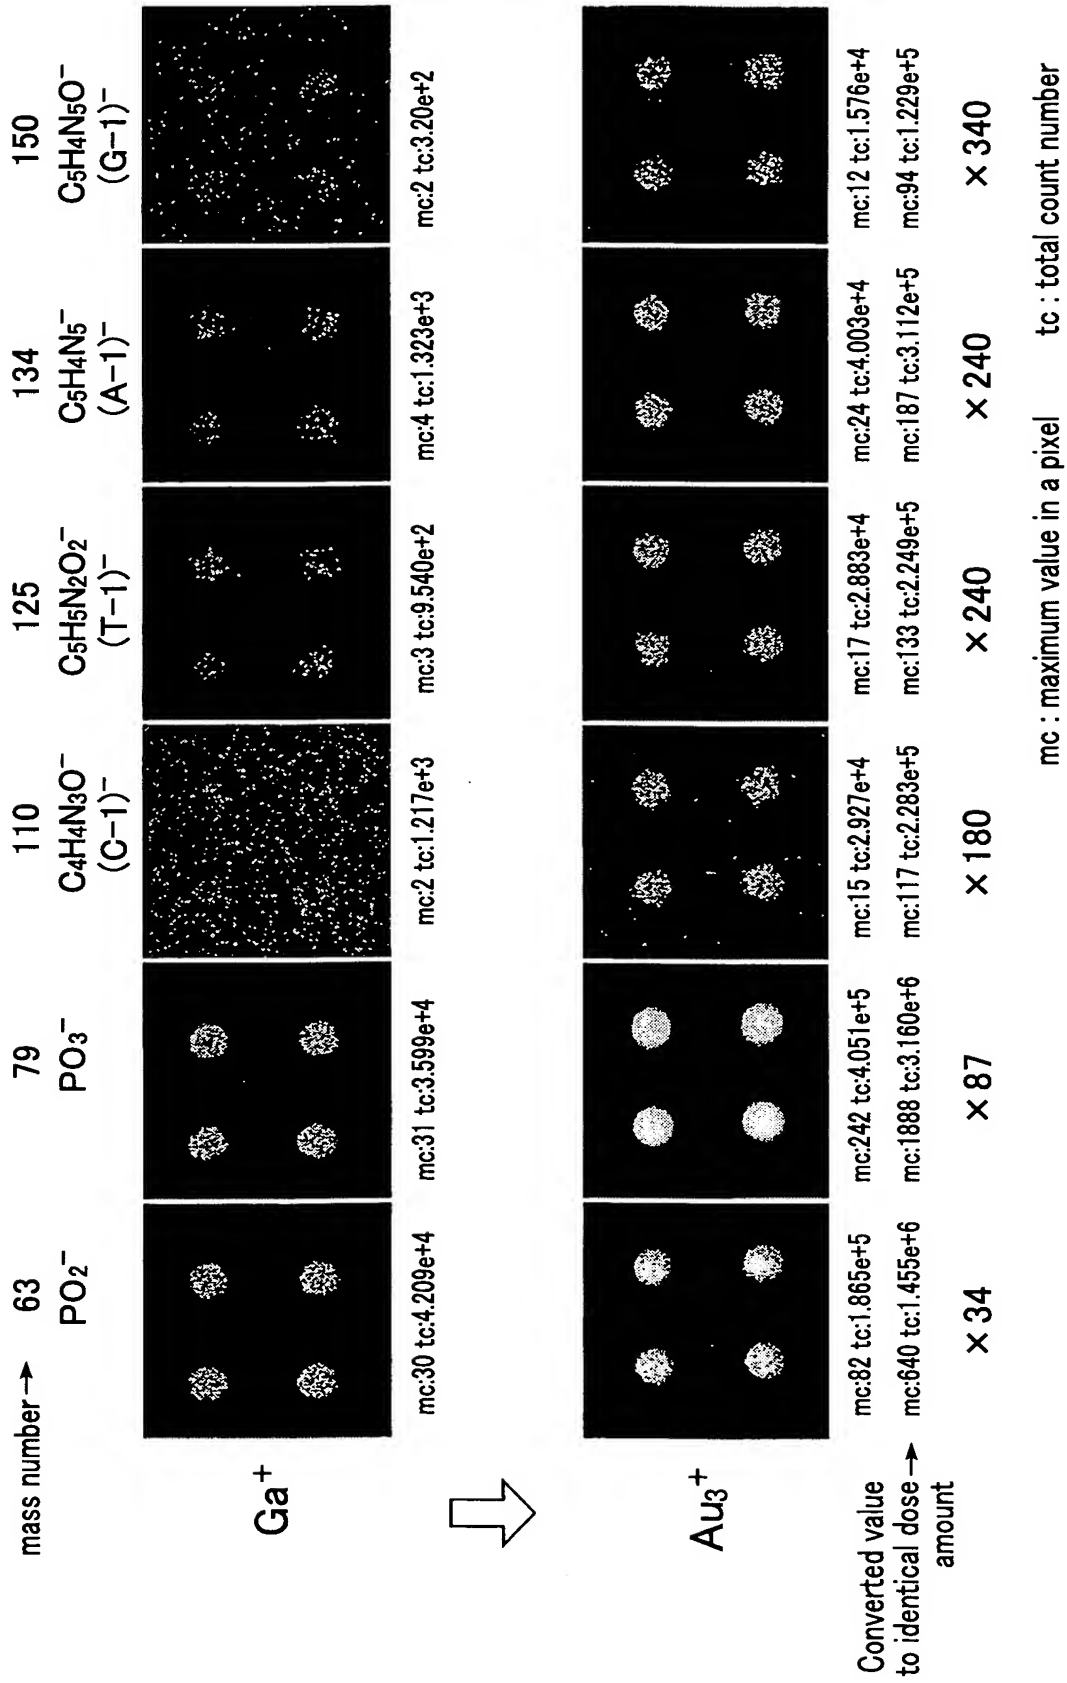 mass number→
63
PO2−
79
PO3−
110
C4H4N3O−
(C−1)−
125
C5H5N2O2−
(T−1)−
134
C5H4N5−
(A−1)−
150
C5H4N5O−
(G−1)−
Ga+
mc:30 tc:4.209e+4
mc:31 tc:3.599e+4
mc:2 tc:1.217e+3
mc:3 tc:9.540e+2
mc:4 tc:1.323e+3
mc:2 tc:3.20e+2
Au3+
mc:82 tc:1.865e+5
mc:242 tc:4.051e+5
mc:15 tc:2.927e+4
mc:17 tc:2.883e+4
mc:24 tc:4.003e+4
mc:12 tc:1.576e+4
Converted value
to identical dose→
amount
mc:640 tc:1.455e+6
mc:1888 tc:3.160e+6
mc:117 tc:2.283e+5
mc:133 tc:2.249e+5
mc:187 tc:3.112e+5
mc:94 tc:1.229e+5
×34
×87
×180
×240
×240
×340
mc : maximum value in a pixel
tc : total count number